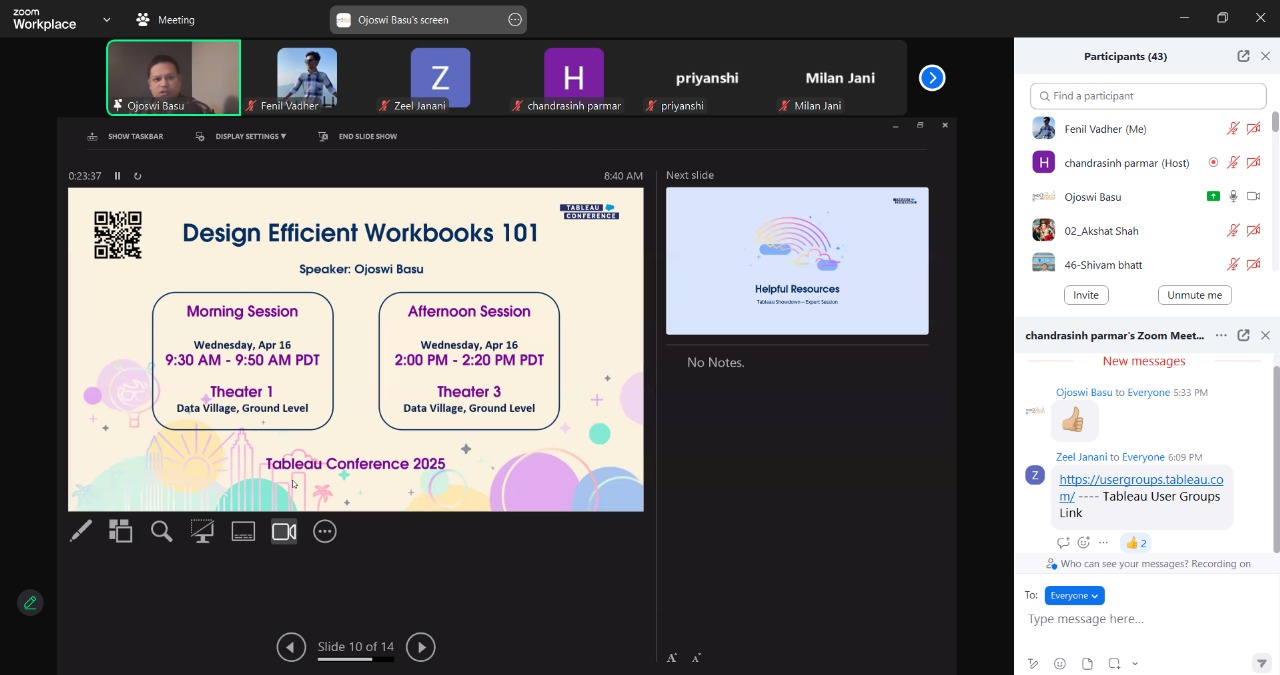 zoom
Workplace
Meeting
Ojoswi Basu's screen
Ojoswi Basu
Fenil Vadher
Z
Zeel Janani
H
chandrasinh parmar
priyanshi
priyanshi
Milan Jani
Milan Jani
SHOW TASKBAR
DISPLAY SETTINGS
END SLIDE SHOW
0:23:37
8:40 AM
TABLEAU
CONFERENCE
Design Efficient Workbooks 101
Speaker: Ojoswi Basu
Morning Session
Wednesday, Apr 16
9:30 AM - 9:50 AM PDT
Theater 1
Data Village, Ground Level
Afternoon Session
Wednesday, Apr 16
2:00 PM - 2:20 PM PDT
Theater 3
Data Village, Ground Level
Tableau Conference 2025
Next slide
Helpful Resources
Tableau Showdown – Expert Session
No Notes.
Slide 10 of 14
A
A
Participants (43)
Find a participant
Fenil Vadher (Me)
H
chandrasinh parmar (Host)
Ojoswi Basu
02_Akshat Shah
46-Shivam bhatt
Invite
Unmute me
chandrasinh parmar's Zoom Meet...
New messages
Ojoswi Basu to Everyone 5:33 PM
Zeel Janani to Everyone 6:09 PM
Z
https://usergroups.tableau.co
m/ ---- Tableau User Groups
Link
2
Who can see your messages? Recording on
To: Everyone
Type message here...